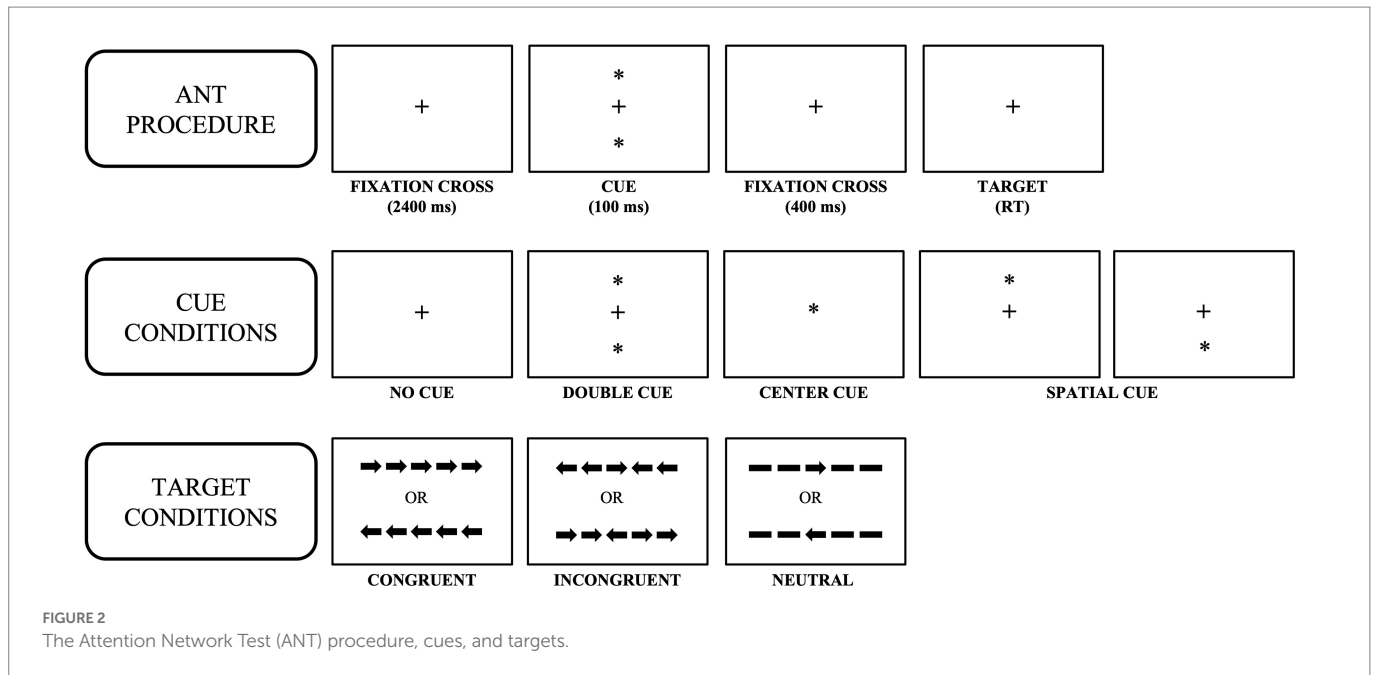 ANT
PROCEDURE
+
*
+
*
+
+
FIXATION CROSS
(2400 ms)
CUE
(100 ms)
FIXATION CROSS
(400 ms)
TARGET
(RT)
CUE
CONDITIONS
+
*
+
*
*
*
+
+
*
NO CUE
DOUBLE CUE
CENTER CUE
SPATIAL CUE
TARGET
CONDITIONS
OR
OR
OR
CONGRUENT
INCONGRUENT
NEUTRAL
FIGURE 2
The Attention Network Test (ANT) procedure, cues, and targets.